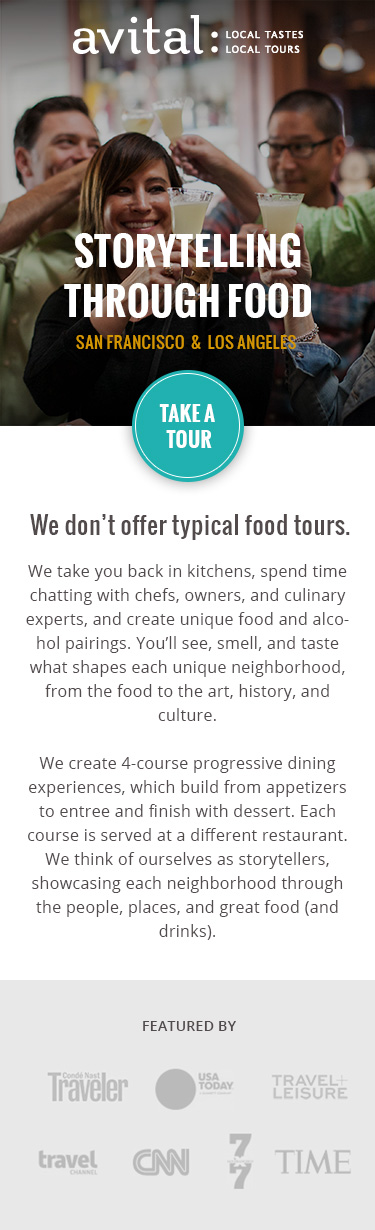 avital: LOCAL TASTES
LOCAL TOURS
STORYTELLING
THROUGH FOOD
SAN FRANCISCO & LOS ANGELES
TAKE A
TOUR
We don’t offer typical food tours.
We take you back in kitchens, spend time
chatting with chefs, owners, and culinary
experts, and create unique food and alco-
hol pairings. You’ll see, smell, and taste
what shapes each unique neighborhood,
from the food to the art, history, and
culture.
We create 4-course progressive dining
experiences, which build from appetizers
to entree and finish with dessert. Each
course is served at a different restaurant.
We think of ourselves as storytellers,
showcasing each neighborhood through
the people, places, and great food (and
drinks).
FEATURED BY
Condé Nast
Traveler
USA
TODAY
TRAVEL+
LEISURE
travel
CHANNEL
CNN
7
7
TIME